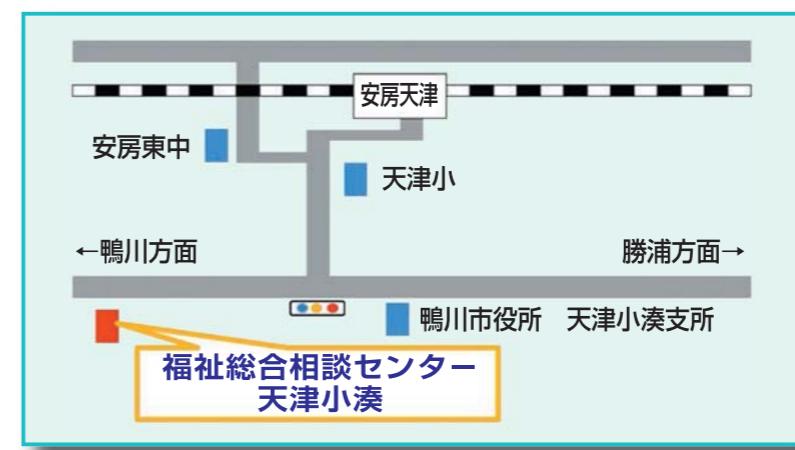 安房天津
安房東中
天津小
←鴨川方面
勝浦方面→
鴨川市役所　天津小湊支所
福祉総合相談センター
天津小湊